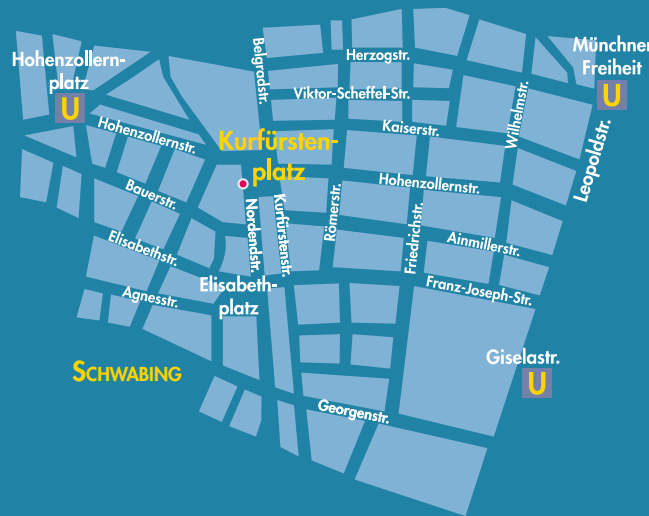 Hohenzollern-
platz
U
Belgradstr.
Herzogstr.
Viktor-Scheffel-Str.
Kaiserstr.
Wilhelmstr.
Münchner
Freiheit
U
Leopoldstr.
Hohenzollernstr.
Kurfürsten-
platz
Hohenzollernstr.
Bauerstr.
Nordendstr.
Kurfürstenstr.
Römerstr.
Friedrichstr.
Ainmillerstr.
Elisabethstr.
Elisabeth-
platz
Franz-Joseph-Str.
Agnesstr.
SCHWABING
Giselastr.
U
Georgenstr.